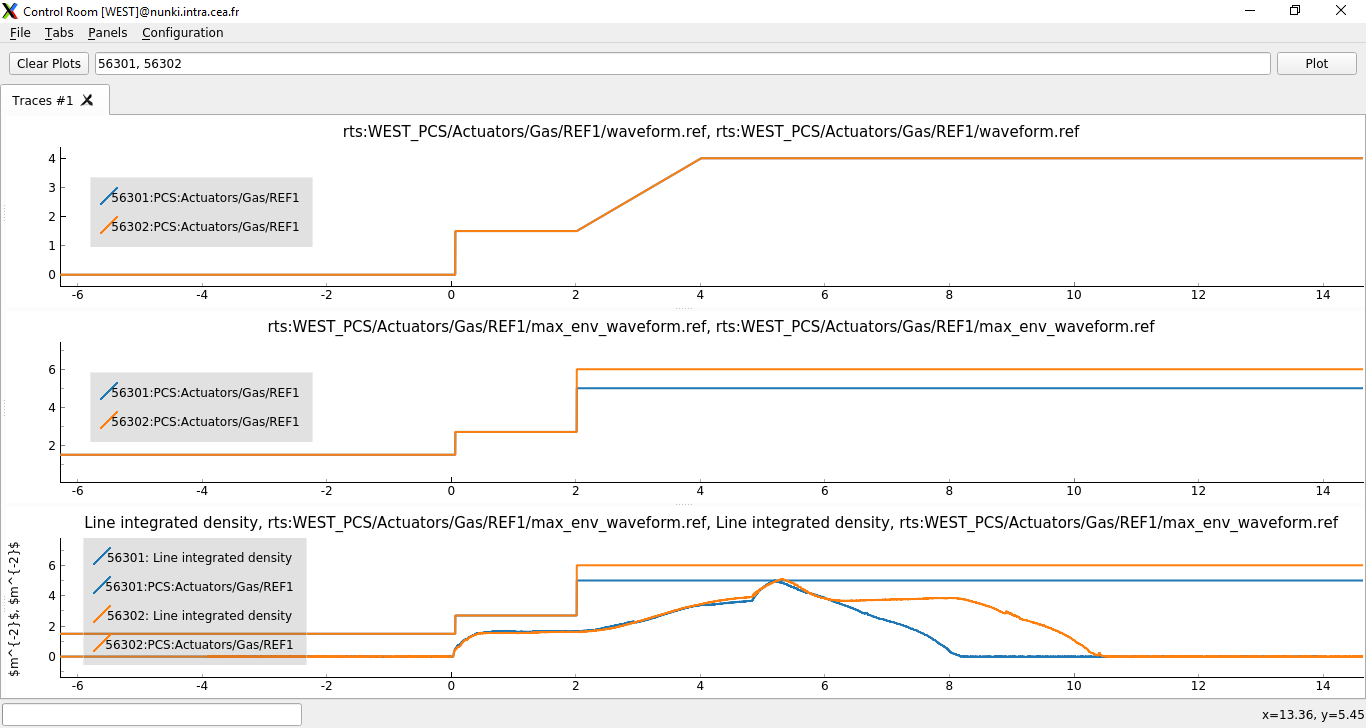 Control Room [WEST]@nunki.intra.cea.fr
File Tabs Panels Configuration
Clear Plots 56301, 56302 Plot
Traces #1
rts:WEST_PCS/Actuators/Gas/REF1/waveform.ref, rts:WEST_PCS/Actuators/Gas/REF1/waveform.ref
4
3
2
1
0
56301:PCS:Actuators/Gas/REF1
56302:PCS:Actuators/Gas/REF1
-6 -4 -2 0 2 4 6 8 10 12 14
rts:WEST_PCS/Actuators/Gas/REF1/max_env_waveform.ref, rts:WEST_PCS/Actuators/Gas/REF1/max_env_waveform.ref
6
4
2
56301:PCS:Actuators/Gas/REF1
56302:PCS:Actuators/Gas/REF1
-6 -4 -2 0 2 4 6 8 10 12 14
Line integrated density, rts:WEST_PCS/Actuators/Gas/REF1/max_env_waveform.ref, Line integrated density, rts:WEST_PCS/Actuators/Gas/REF1/max_env_waveform.ref
$m^{-2}$, $m^{-2}$
6
4
2
0
56301: Line integrated density
56301:PCS:Actuators/Gas/REF1
56302: Line integrated density
56302:PCS:Actuators/Gas/REF1
-6 -4 -2 0 2 4 6 8 10 12 14
x=13.36, y=5.45